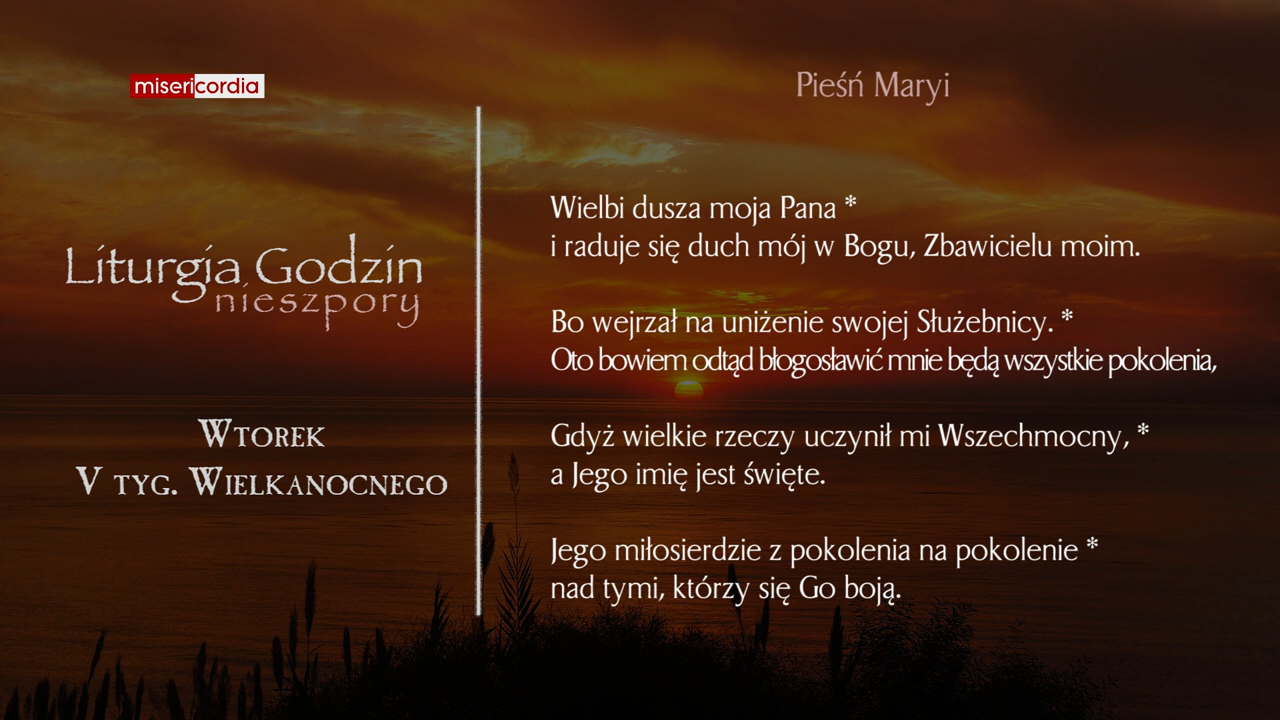 misericordia
Liturgia Godzin
nieszpory
Wtorek
V tyg. Wielkanocnego
Pieśń Maryi
Wielbi dusza moja Pana *
i raduje się duch mój w Bogu, Zbawicielu moim.
Bo wejrzał na uniżenie swojej Służebnicy. *
Oto bowiem odtąd błogosławić mnie będą wszystkie pokolenia,
Gdyż wielkie rzeczy uczynił mi Wszechmocny, *
a Jego imię jest święte.
Jego miłosierdzie z pokolenia na pokolenie *
nad tymi, którzy się Go boją.